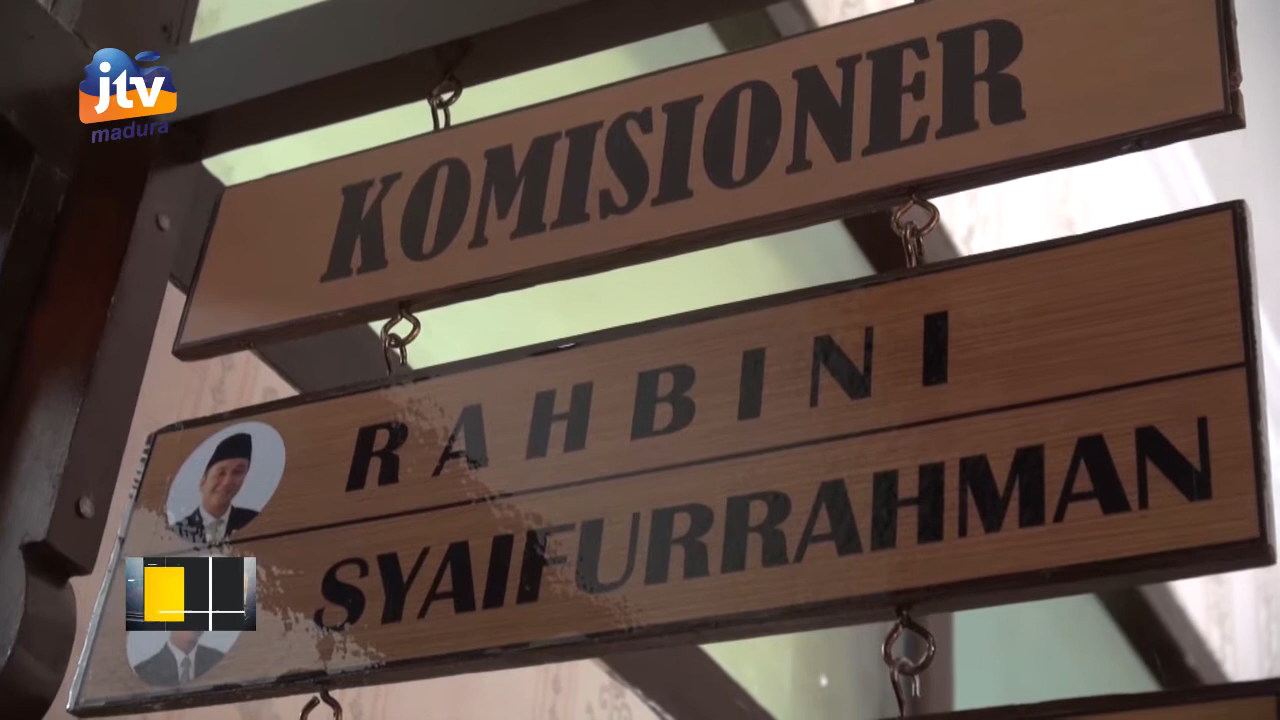 jtv
madura
KOMISIONER
RAHBINI
SYAIFURRAHMAN